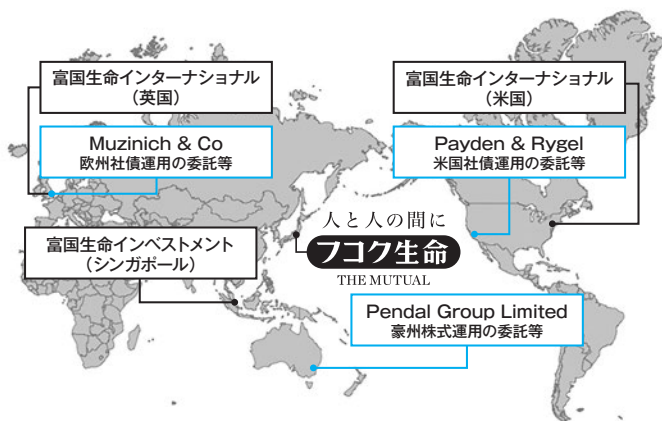 富国生命インターナショナル
（英国）
富国生命インターナショナル
（米国）
Muzinich & Co
欧州社債運用の委託等
Payden & Rygel
米国社債運用の委託等
人と人の間に
フコク生命
THE MUTUAL
富国生命インベストメント
（シンガポール）
Pendal Group Limited
豪州株式運用の委託等